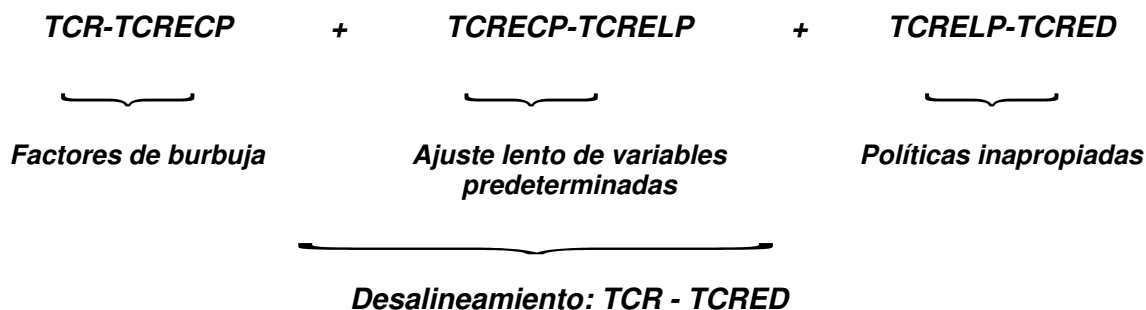 TCR-TCRECP + TCRECP-TCRELP + TCRELP-TCRED
Factores de burbuja Ajuste lento de variables Políticas inapropiadas
predeterminadas
Desalineamiento: TCR - TCRED